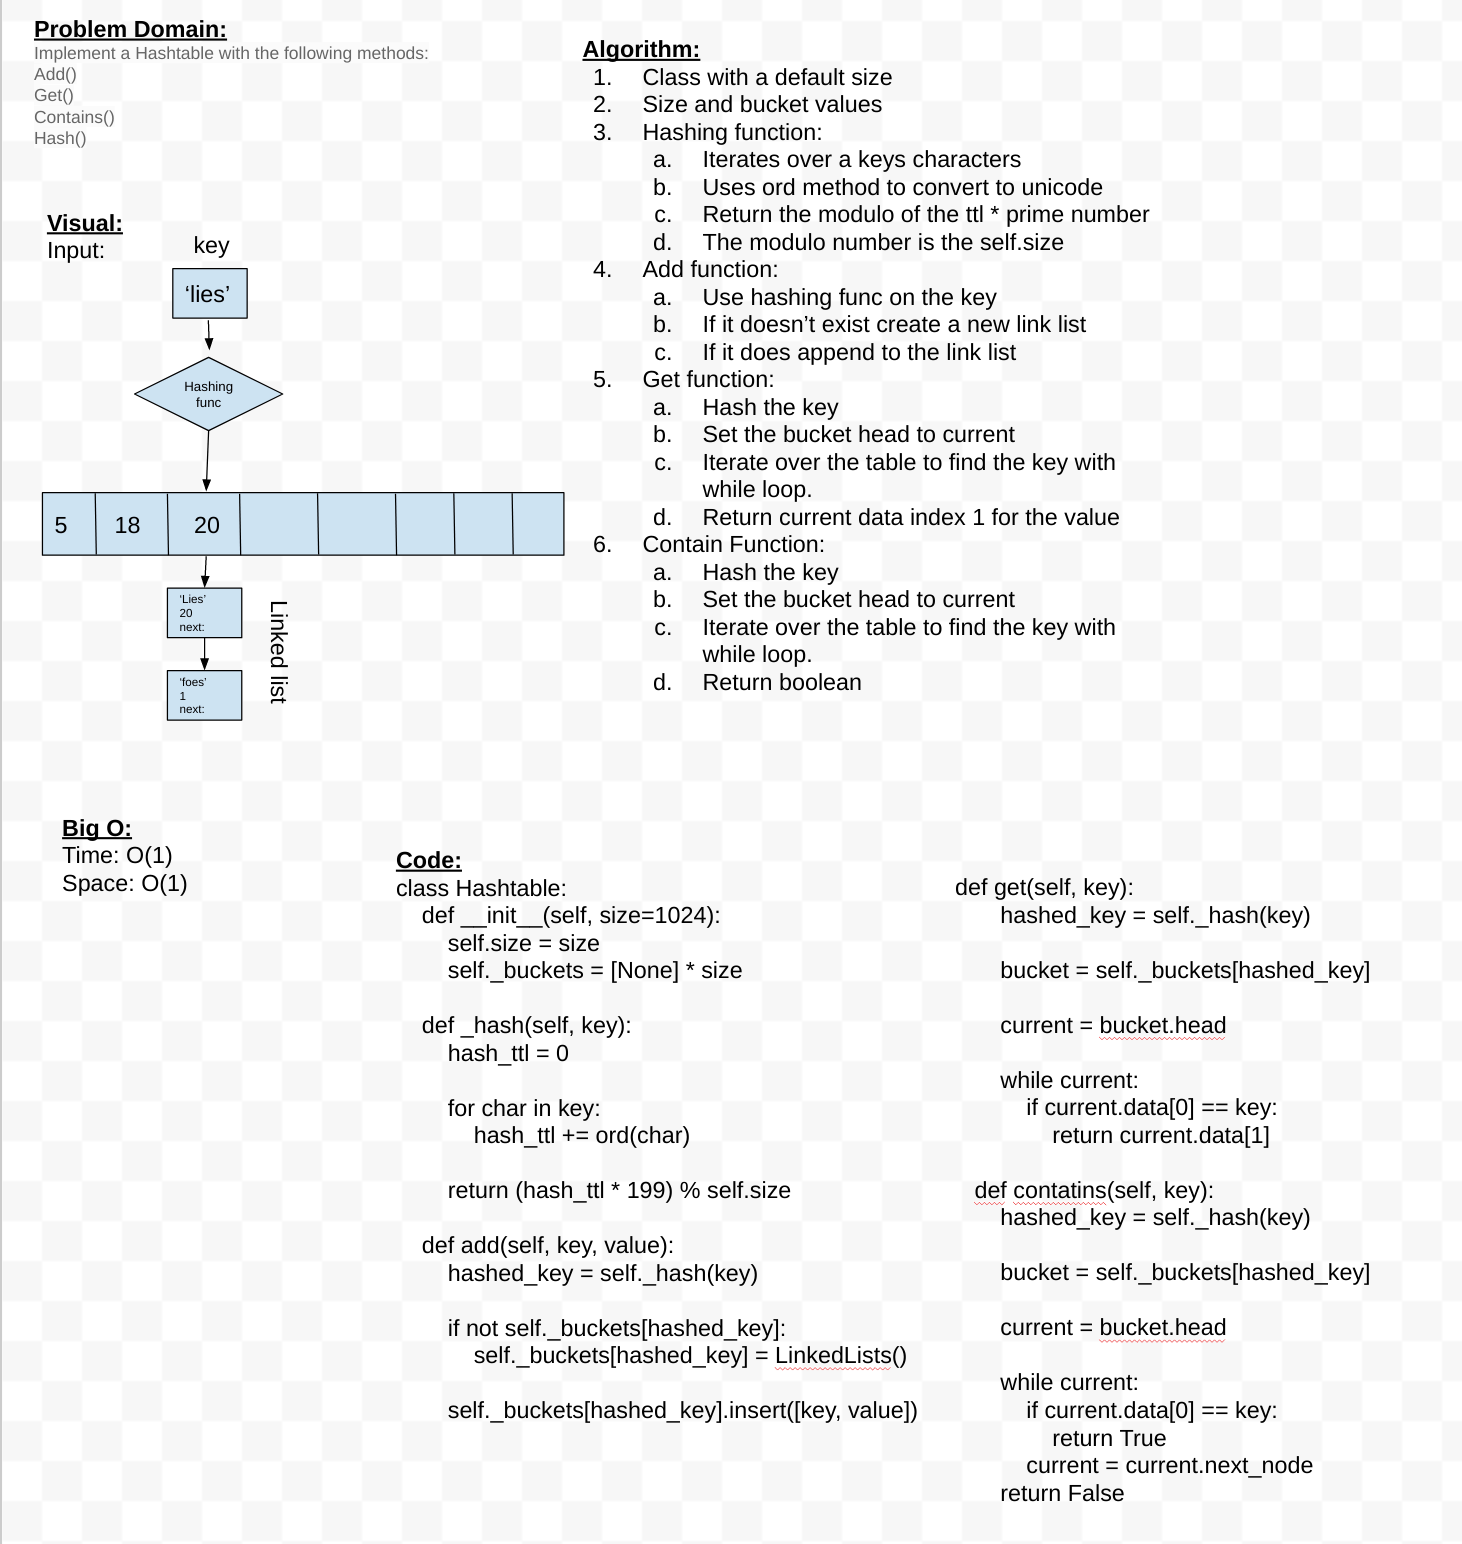 Problem Domain:
Implement a Hashtable with the following methods:
Add()
Get()
Contains()
Hash()
Visual:
Input:
key
‘lies’
Hashing
func
5 18 20
‘Lies’
20
next:
‘foes’
1
next:
Linked list
Algorithm:
1. Class with a default size
2. Size and bucket values
3. Hashing function:
a. Iterates over a keys characters
b. Uses ord method to convert to unicode
c. Return the modulo of the ttl * prime number
d. The modulo number is the self.size
4. Add function:
a. Use hashing func on the key
b. If it doesn’t exist create a new link list
c. If it does append to the link list
5. Get function:
a. Hash the key
b. Set the bucket head to current
c. Iterate over the table to find the key with
while loop.
d. Return current data index 1 for the value
6. Contain Function:
a. Hash the key
b. Set the bucket head to current
c. Iterate over the table to find the key with
while loop.
d. Return boolean
Big O:
Time: O(1)
Space: O(1)
Code:
class Hashtable:
def __init__(self, size=1024):
self.size = size
self._buckets = [None] * size
def _hash(self, key):
hash_ttl = 0
for char in key:
hash_ttl += ord(char)
return (hash_ttl * 199) % self.size
def add(self, key, value):
hashed_key = self._hash(key)
if not self._buckets[hashed_key]:
self._buckets[hashed_key] = LinkedLists()
self._buckets[hashed_key].insert([key, value])
def get(self, key):
hashed_key = self._hash(key)
bucket = self._buckets[hashed_key]
current = bucket.head
while current:
if current.data[0] == key:
return current.data[1]
def contatins(self, key):
hashed_key = self._hash(key)
bucket = self._buckets[hashed_key]
current = bucket.head
while current:
if current.data[0] == key:
return True
current = current.next_node
return False